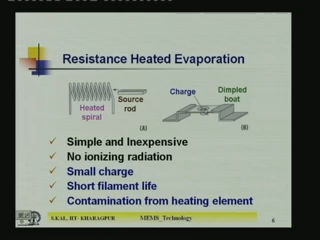 Resistance Heated Evaporation
Heated spiral
Source rod
(A)
Charge
Dimpled boat
(B)
Simple and Inexpensive
No ionizing radiation
Small charge
Short filament life
Contamination from heating element
S.KAL, IIT- KHARAGPUR
MEMS_Technology
6